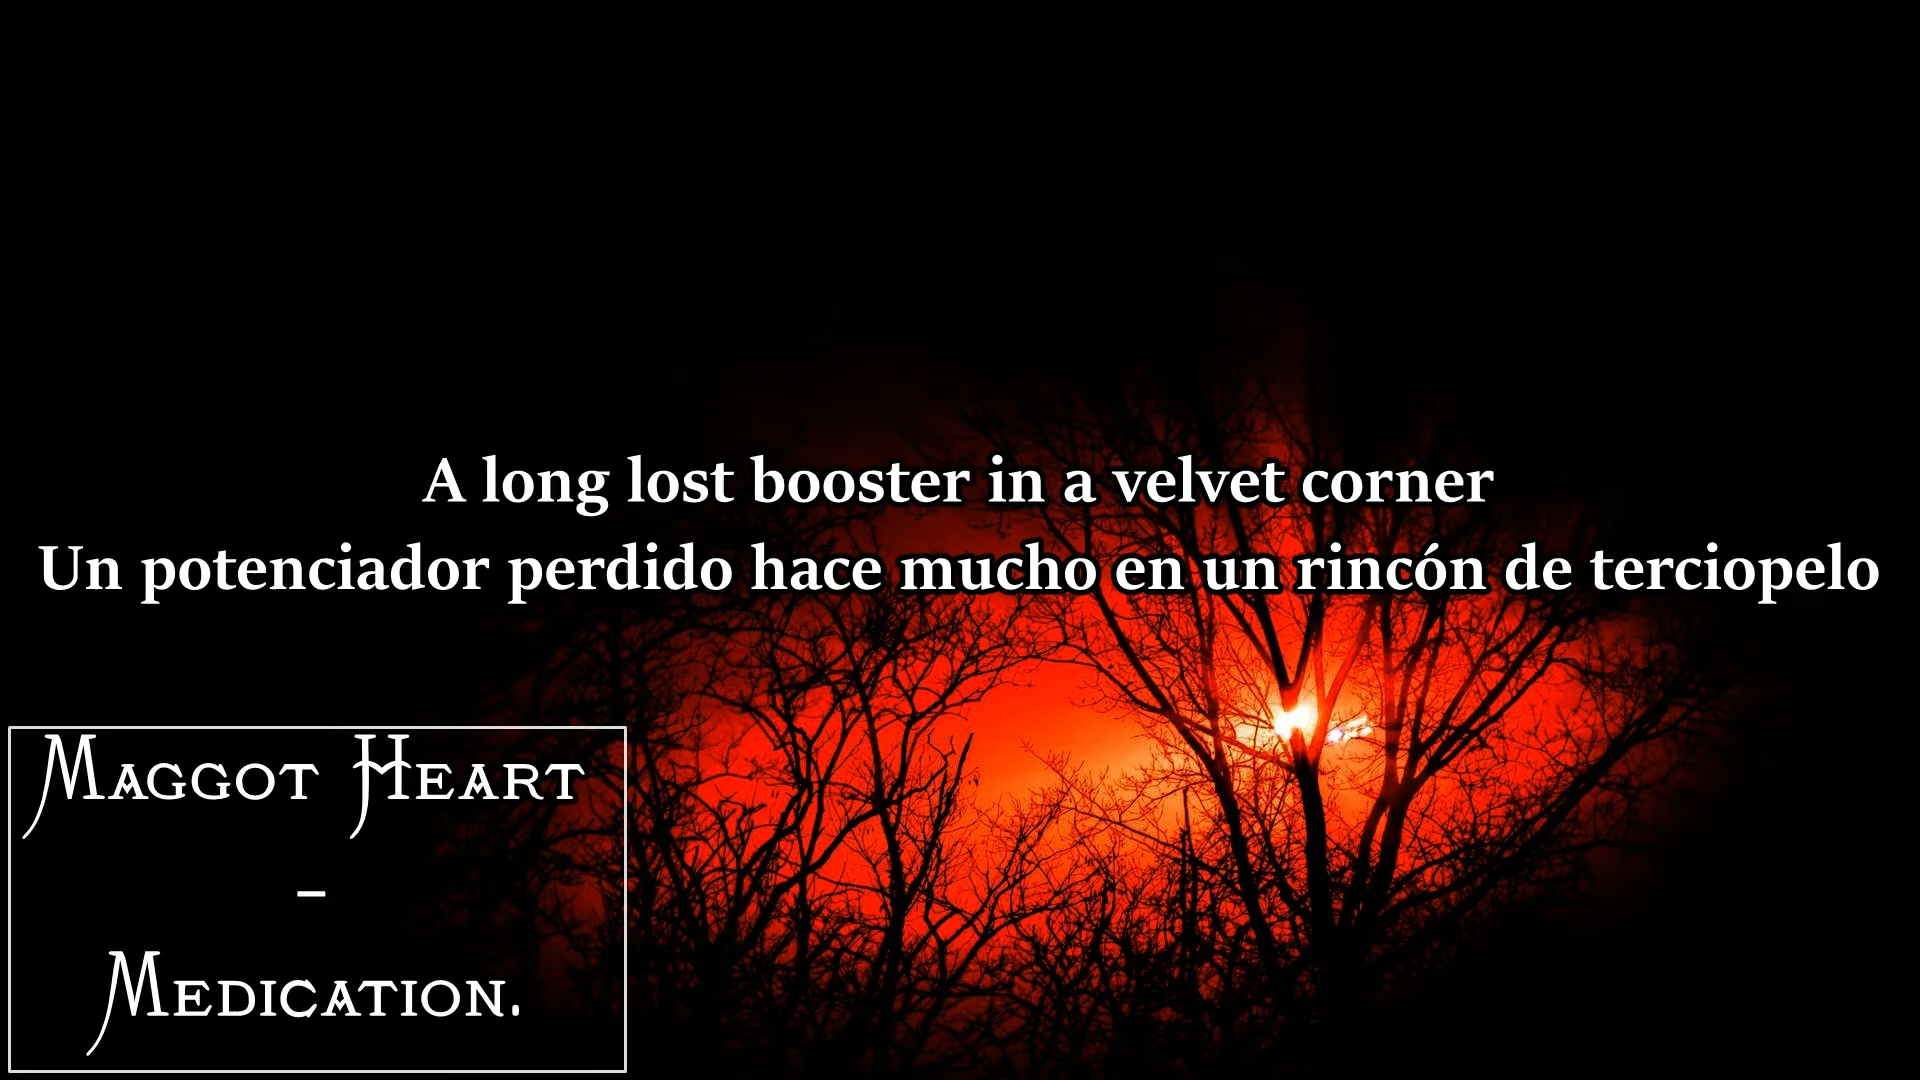 A long lost booster in a velvet corner
Un potenciador perdido hace mucho en un rincón de terciopelo
Maggot Heart
-
Medication.